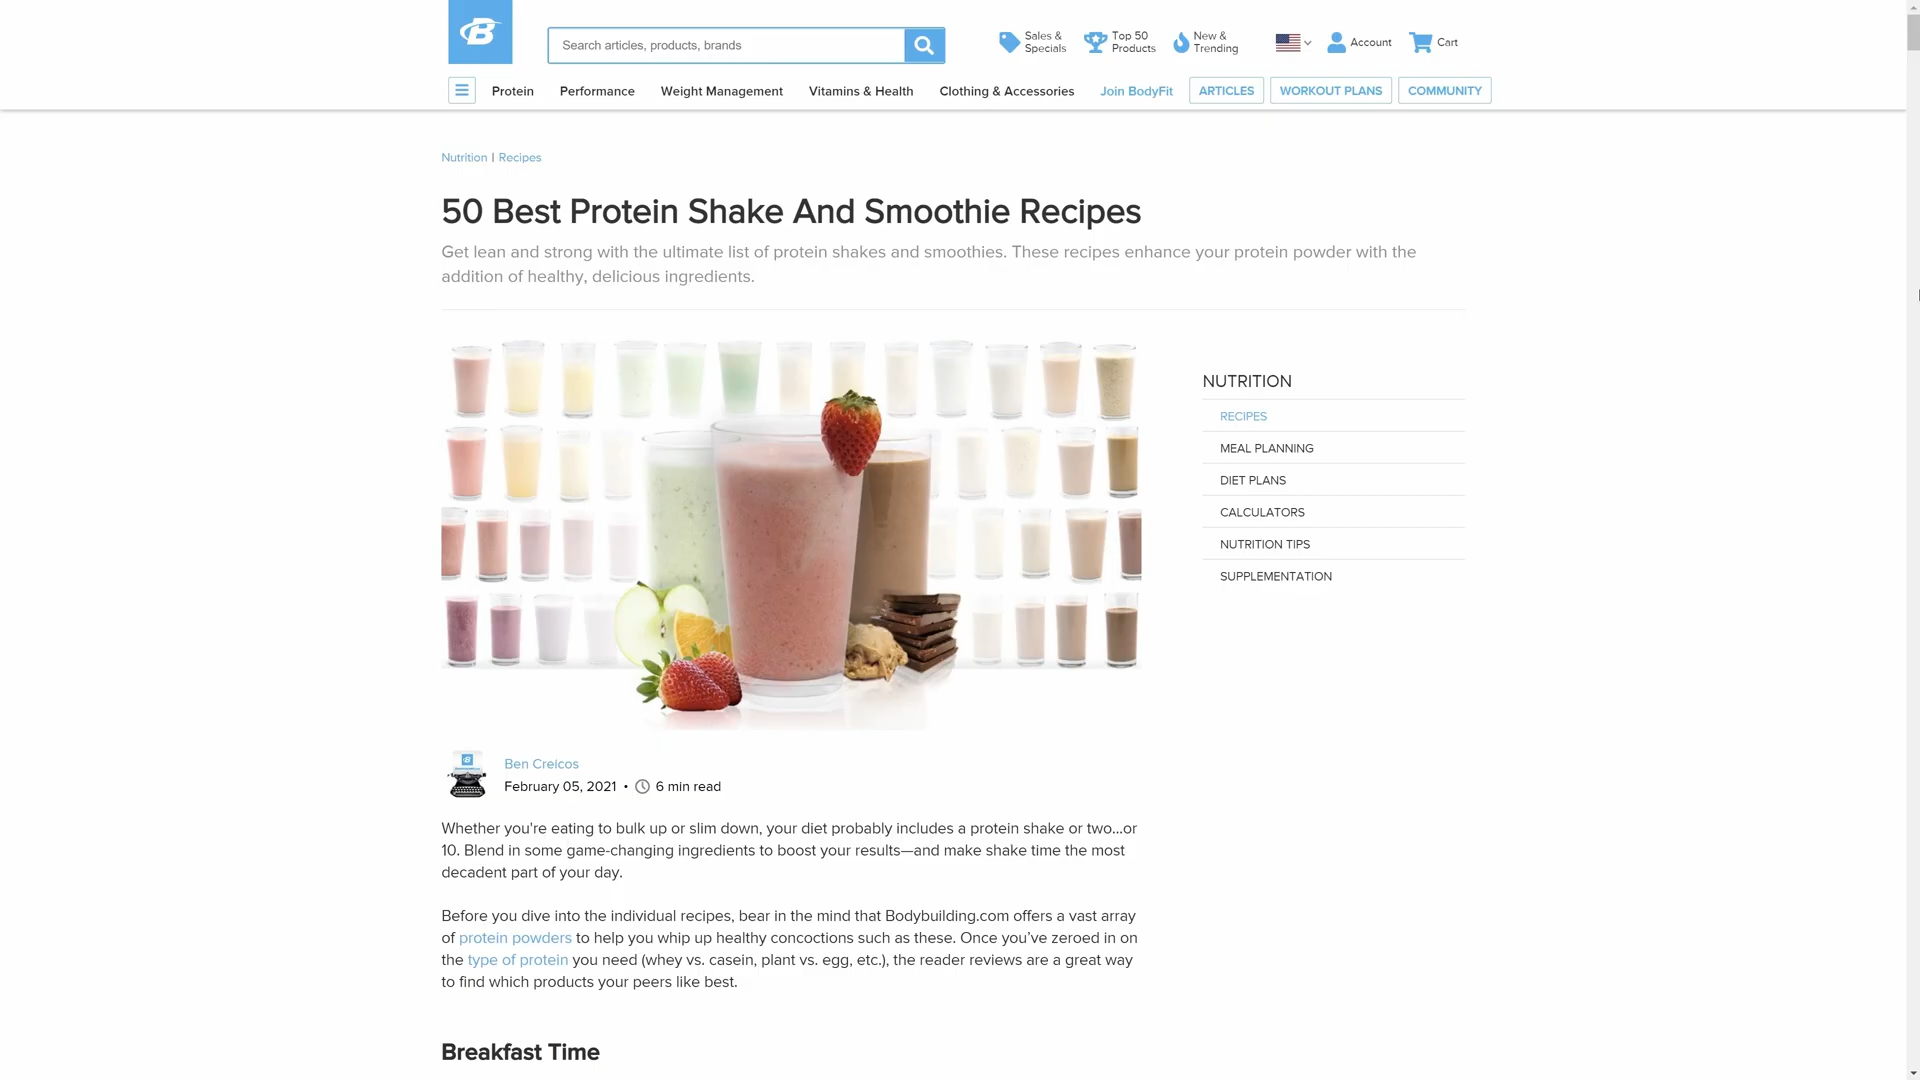 B
Search articles, products, brands
Sales &
Specials
Top 50
Products
New &
Trending
Account
Cart
Protein
Performance
Weight Management
Vitamins & Health
Clothing & Accessories
Join BodyFit
ARTICLES
WORKOUT PLANS
COMMUNITY
Nutrition | Recipes
50 Best Protein Shake And Smoothie Recipes
Get lean and strong with the ultimate list of protein shakes and smoothies. These recipes enhance your protein powder with the
addition of healthy, delicious ingredients.
NUTRITION
RECIPES
MEAL PLANNING
DIET PLANS
CALCULATORS
NUTRITION TIPS
SUPPLEMENTATION
Ben Creicos
February 05, 2021 • 6 min read
Whether you're eating to bulk up or slim down, your diet probably includes a protein shake or two...or
10. Blend in some game-changing ingredients to boost your results—and make shake time the most
decadent part of your day.
Before you dive into the individual recipes, bear in the mind that Bodybuilding.com offers a vast array
of protein powders to help you whip up healthy concoctions such as these. Once you’ve zeroed in on
the type of protein you need (whey vs. casein, plant vs. egg, etc.), the reader reviews are a great way
to find which products your peers like best.
Breakfast Time